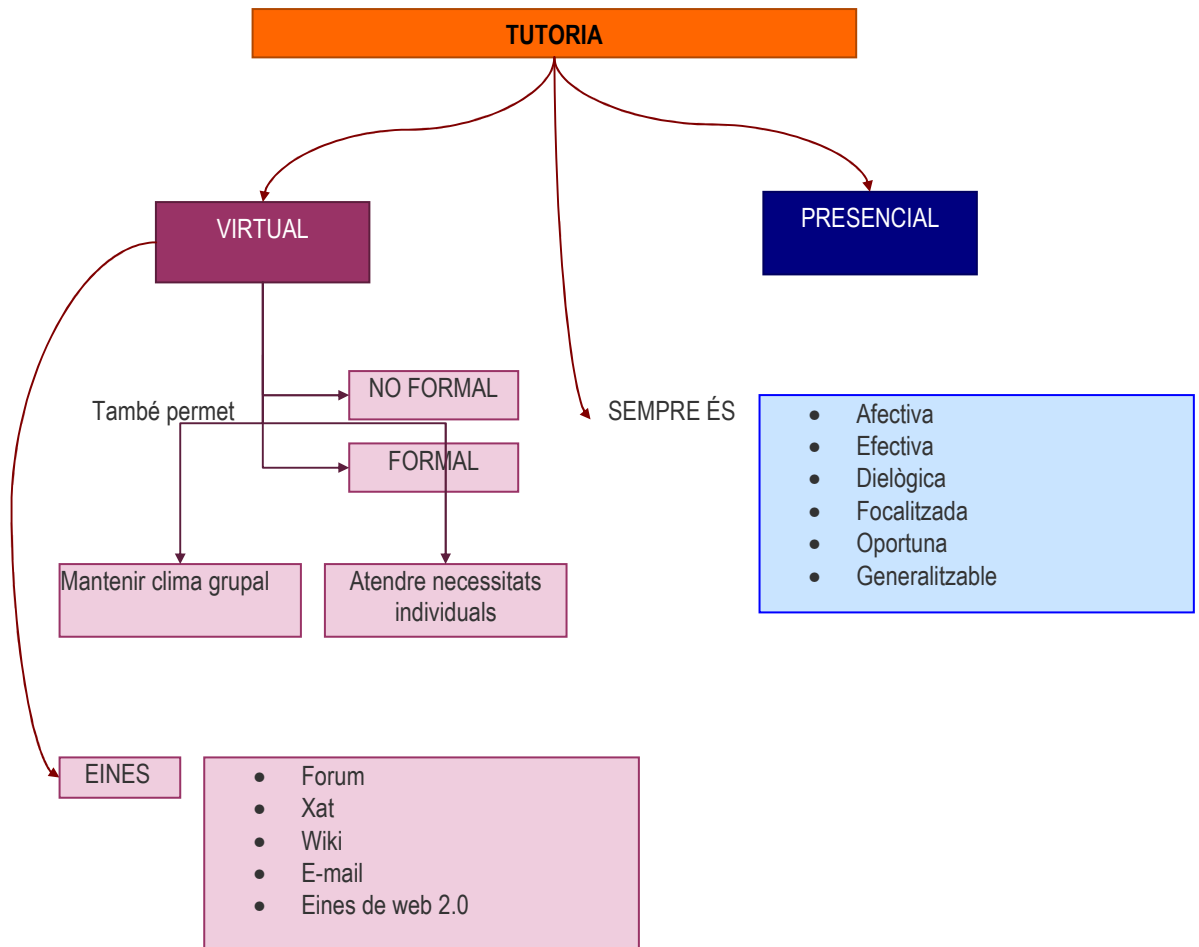 TUTORIA
VIRTUAL
PRESENCIAL
NO FORMAL
També permet
SEMPRE ÉS
FORMAL
• Afectiva
• Efectiva
• Dielògica
• Focalitzada
• Oportuna
• Generalitzable
Mantenir clima grupal
Atendre necessitats
individuals
EINES
• Forum
• Xat
• Wiki
• E-mail
• Eines de web 2.0